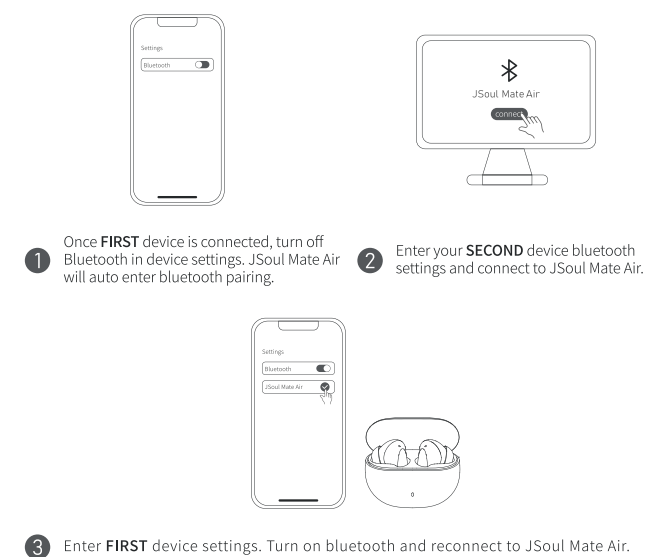 Settings
Bluetooth
JSoul Mate Air
connect
1
Once FIRST device is connected, turn off
Bluetooth in device settings. JSoul Mate Air
will auto enter bluetooth pairing.
2
Enter your SECOND device bluetooth
settings and connect to JSoul Mate Air.
Settings
Bluetooth
JSoul Mate Air
3
Enter FIRST device settings. Turn on bluetooth and reconnect to JSoul Mate Air.